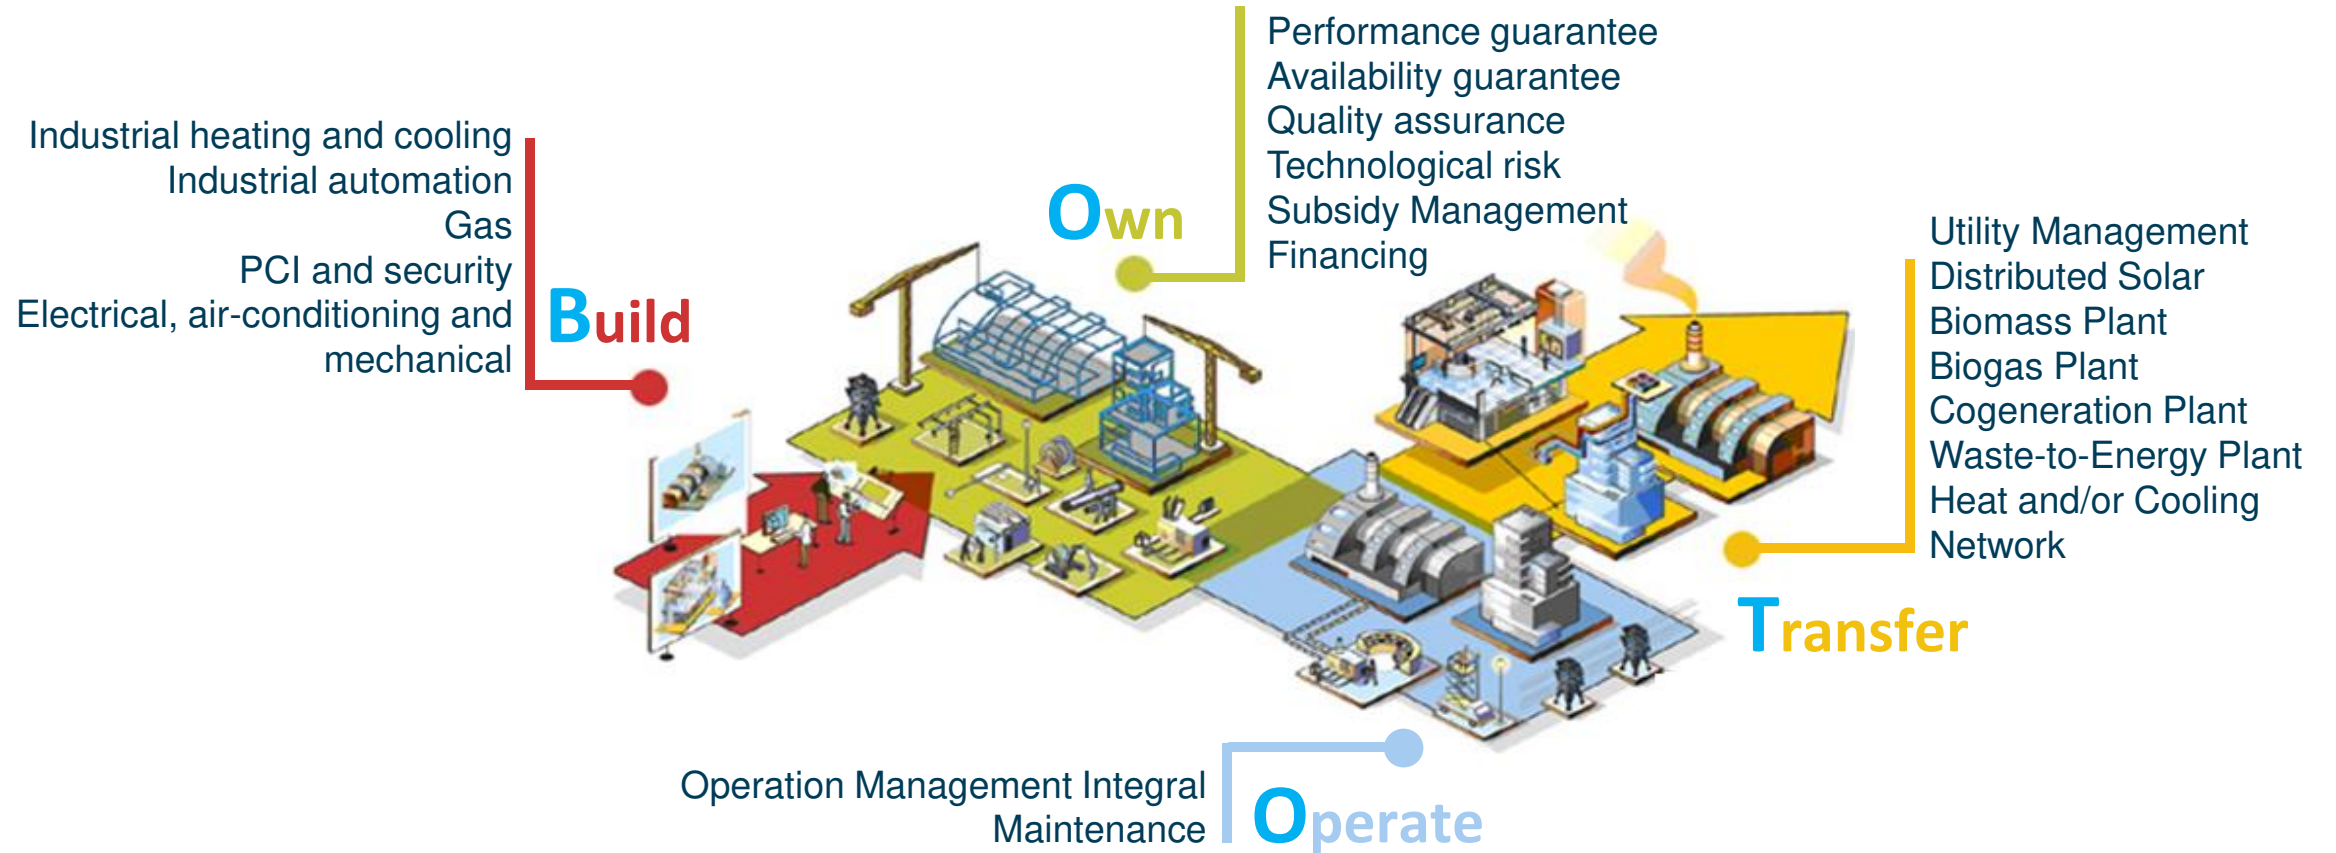 Industrial heating and cooling
Industrial automation
Gas
PCI and security
Electrical, air-conditioning and
mechanical
Build
Own
Performance guarantee
Availability guarantee
Quality assurance
Technological risk
Subsidy Management
Financing
Operation Management Integral
Maintenance
Operate
Utility Management
Distributed Solar
Biomass Plant
Biogas Plant
Cogeneration Plant
Waste-to-Energy Plant
Heat and/or Cooling
Network
Transfer